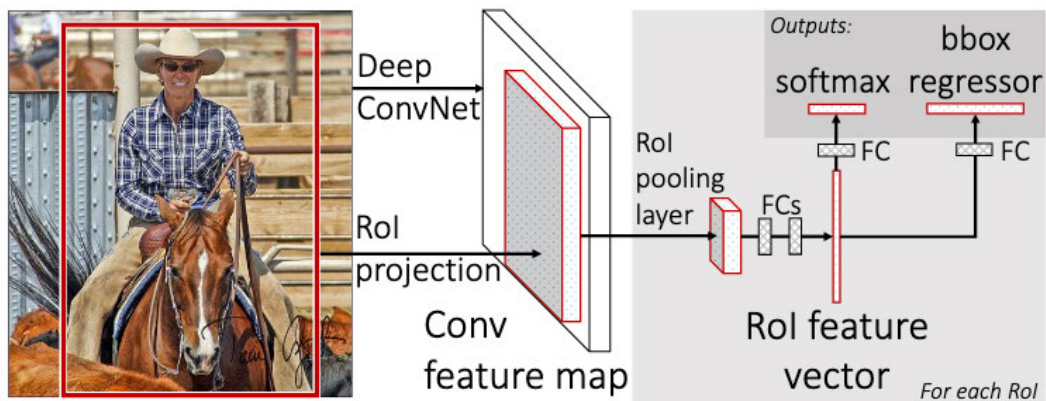 Deep
ConvNet
RoI
projection
Conv
feature map
RoI
pooling
layer
FCs
RoI feature
vector
For each RoI
Outputs:
softmax
bbox
regressor
FC
FC